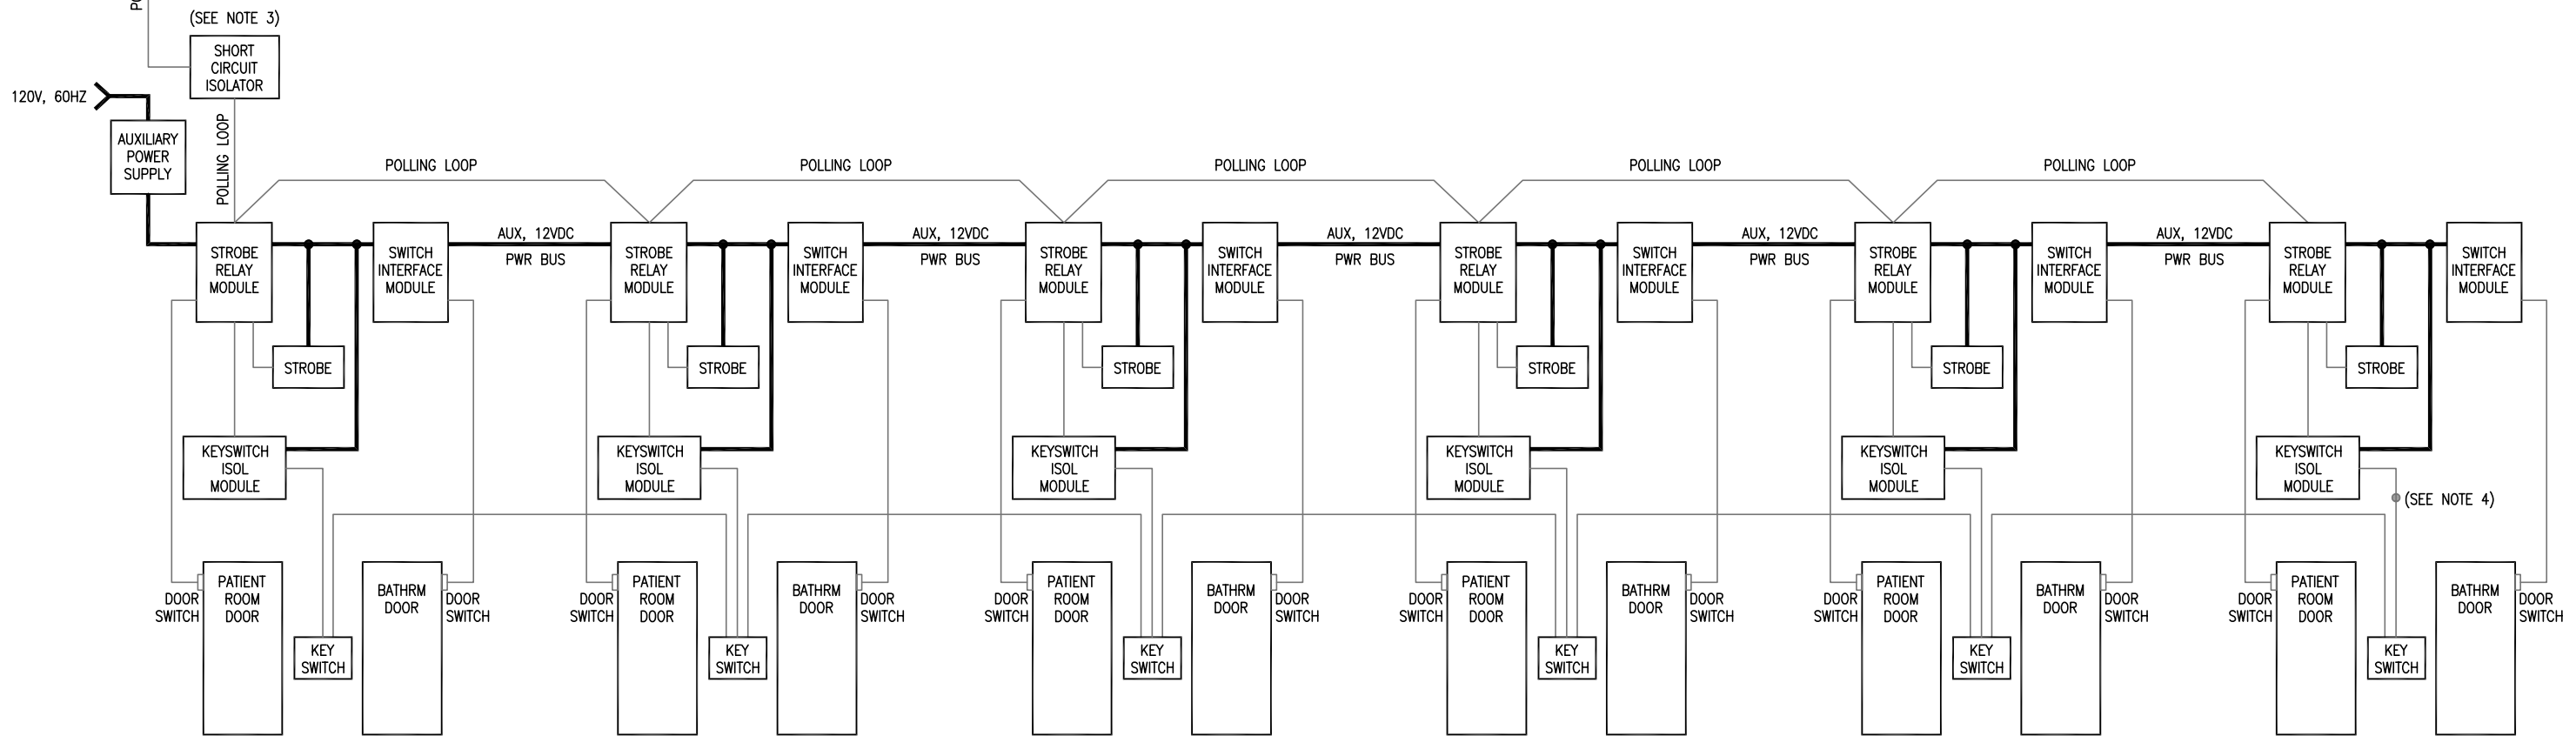 (SEE NOTE 3)
SHORT
CIRCUIT
ISOLATOR
120V, 60HZ
AUXILIARY
POWER
SUPPLY
POLLING LOOP
POLLING LOOP
POLLING LOOP
POLLING LOOP
POLLING LOOP
POLLING LOOP
STROBE
RELAY
MODULE
SWITCH
INTERFACE
MODULE
AUX, 12VDC
PWR BUS
STROBE
RELAY
MODULE
SWITCH
INTERFACE
MODULE
AUX, 12VDC
PWR BUS
STROBE
RELAY
MODULE
SWITCH
INTERFACE
MODULE
AUX, 12VDC
PWR BUS
STROBE
RELAY
MODULE
SWITCH
INTERFACE
MODULE
AUX, 12VDC
PWR BUS
STROBE
RELAY
MODULE
SWITCH
INTERFACE
MODULE
AUX, 12VDC
PWR BUS
STROBE
RELAY
MODULE
SWITCH
INTERFACE
MODULE
STROBE
STROBE
STROBE
STROBE
STROBE
STROBE
KEYSWITCH
ISOL
MODULE
KEYSWITCH
ISOL
MODULE
KEYSWITCH
ISOL
MODULE
KEYSWITCH
ISOL
MODULE
KEYSWITCH
ISOL
MODULE
KEYSWITCH
ISOL
MODULE
(SEE NOTE 4)
DOOR
SWITCH
PATIENT
ROOM
DOOR
KEY
SWITCH
BATHRM
DOOR
DOOR
SWITCH
DOOR
SWITCH
PATIENT
ROOM
DOOR
KEY
SWITCH
BATHRM
DOOR
DOOR
SWITCH
DOOR
SWITCH
PATIENT
ROOM
DOOR
KEY
SWITCH
BATHRM
DOOR
DOOR
SWITCH
DOOR
SWITCH
PATIENT
ROOM
DOOR
KEY
SWITCH
BATHRM
DOOR
DOOR
SWITCH
DOOR
SWITCH
PATIENT
ROOM
DOOR
KEY
SWITCH
BATHRM
DOOR
DOOR
SWITCH
DOOR
SWITCH
PATIENT
ROOM
DOOR
KEY
SWITCH
BATHRM
DOOR
DOOR
SWITCH